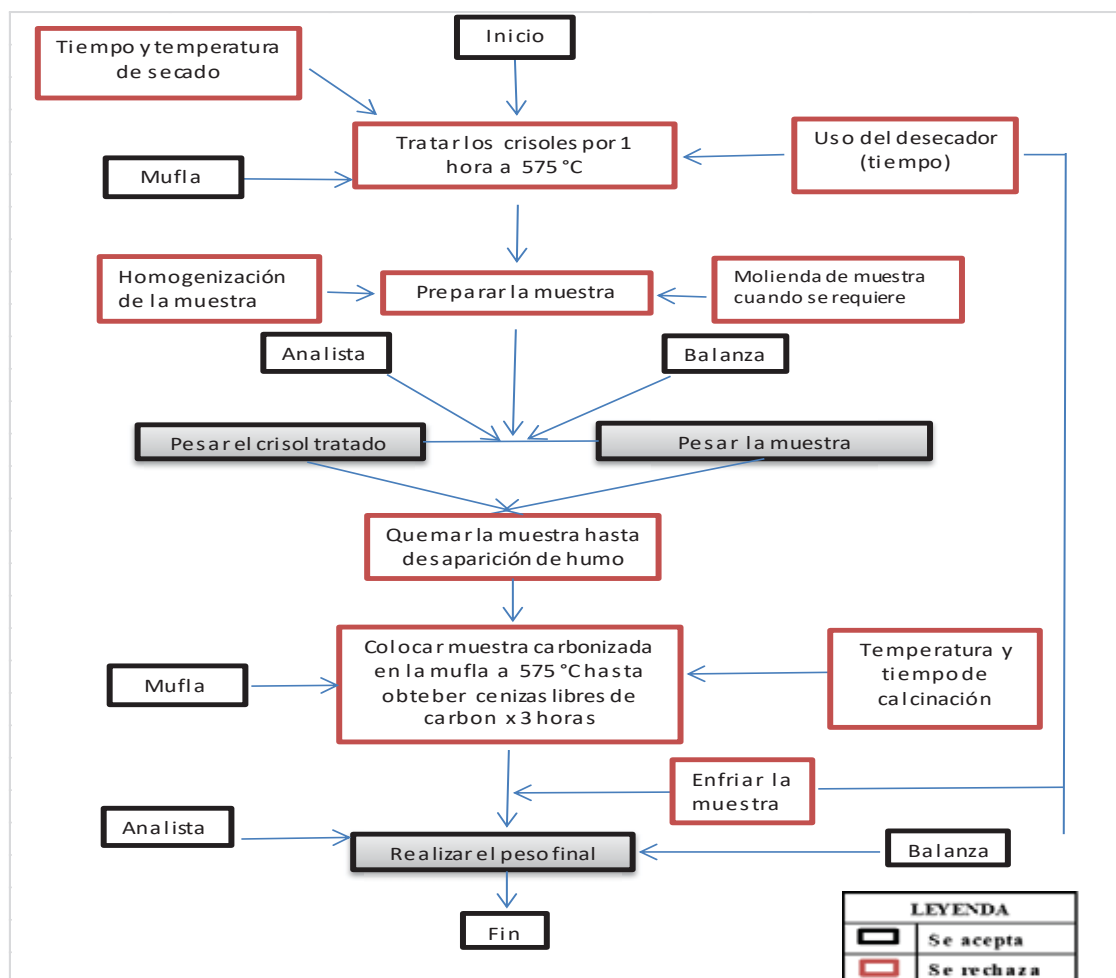 Inicio
Tiempo y temperatura
de secado
Tratar los crisoles por 1
hora a 575 °C
Uso del desecador
(tiempo)
Mufla
Homogenización
de la muestra
Preparar la muestra
Molienda de muestra
cuando se requiere
Analista
Balanza
Pesar el crisol tratado
Pesar la muestra
Quemar la muestra hasta
desaparición de humo
Colocar muestra carbonizada
en la mufla a 575 °C hasta
obteber cenizas libres de
carbon x 3 horas
Mufla
Temperatura y
tiempo de
calcinación
Enfriar la
muestra
Analista
Realizar el peso final
Balanza
Fin
LEYENDA
Se acepta
Se rechaza